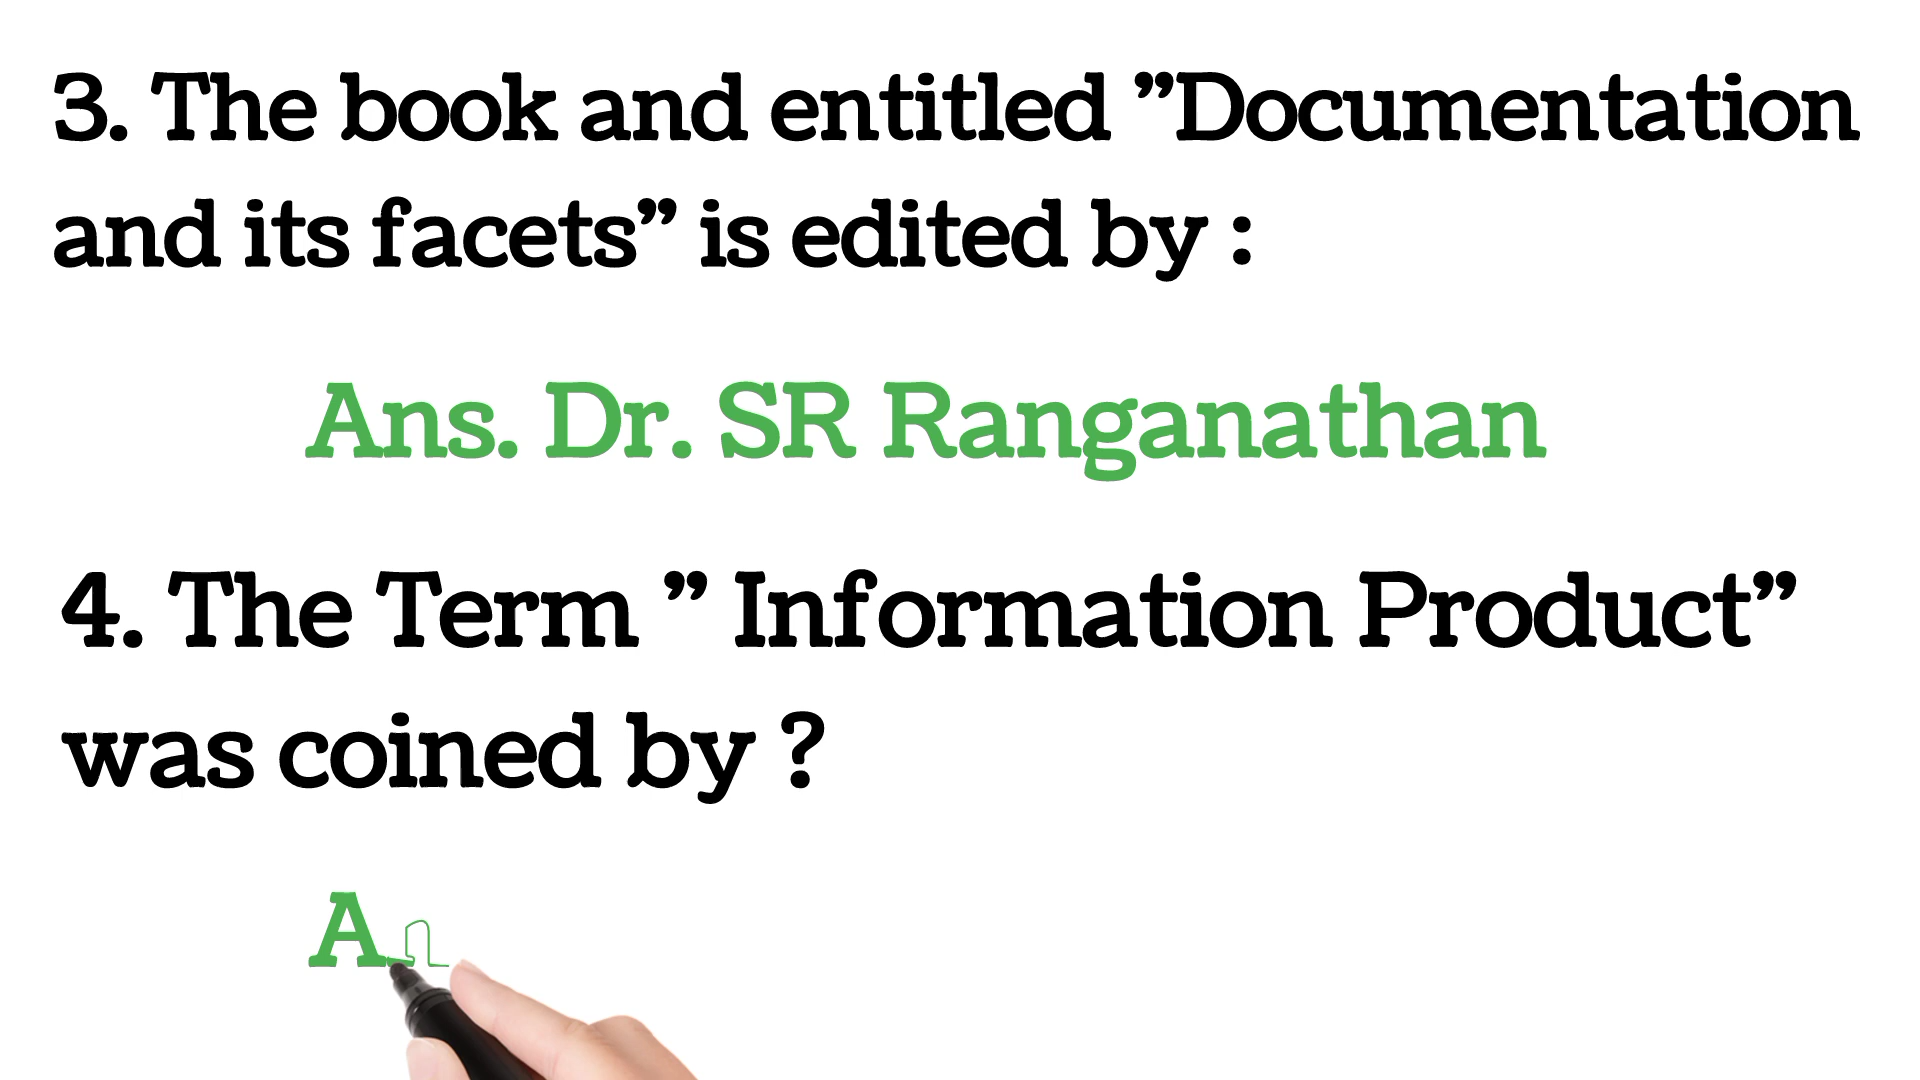 3. The book and entitled ”Documentation
and its facets” is edited by :
Ans. Dr. SR Ranganathan
4. The Term ” Information Product”
was coined by ?
An